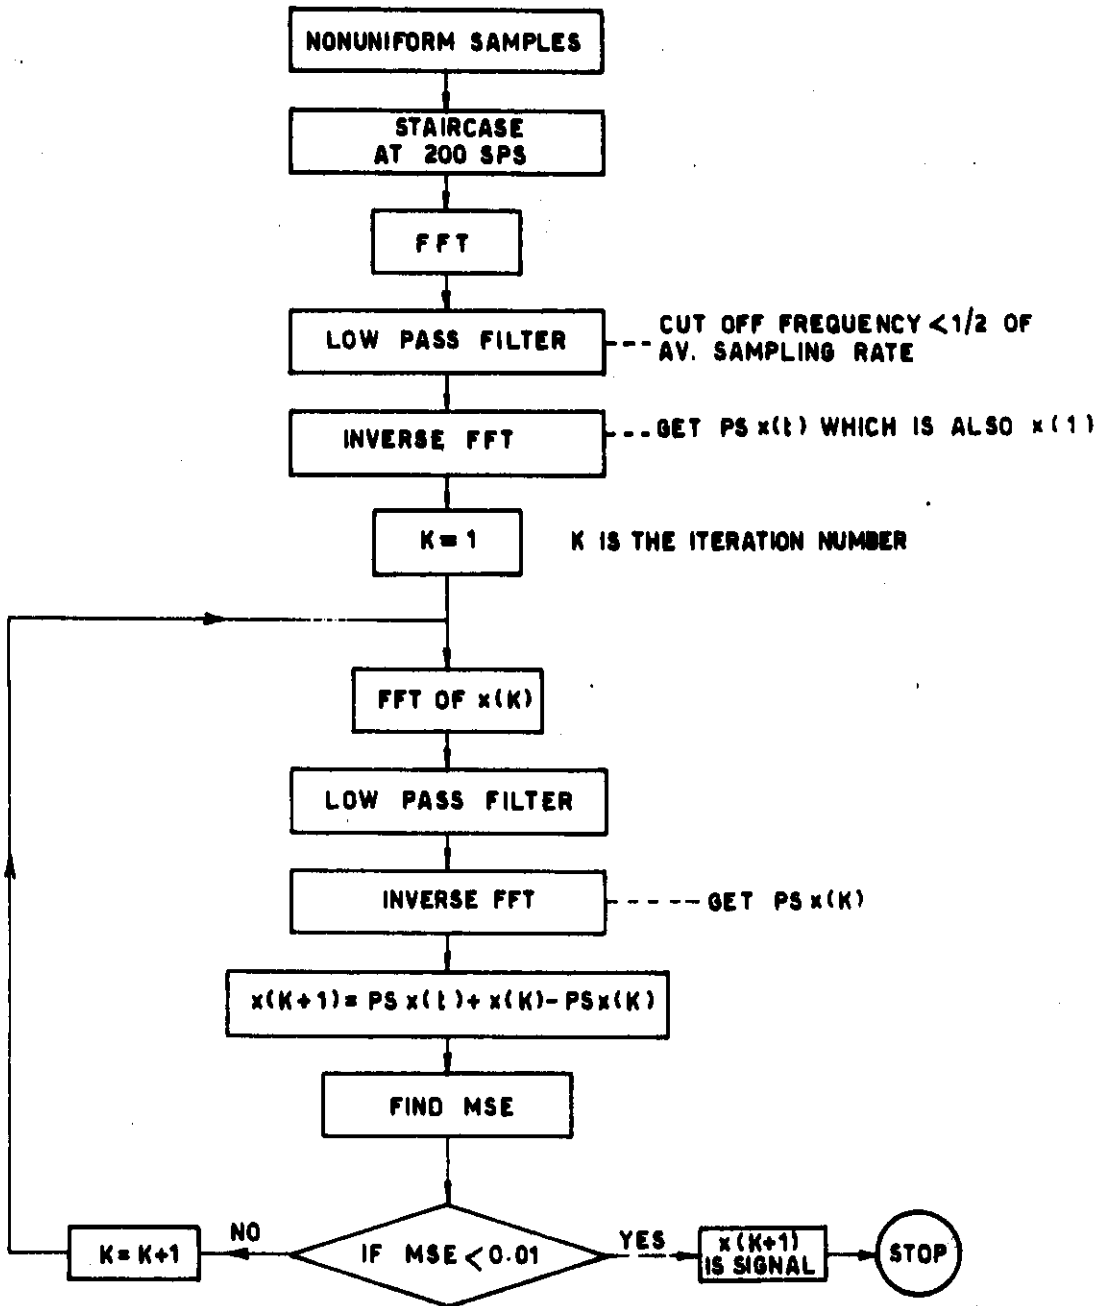 NONUNIFORM SAMPLES
STAIRCASE
AT 200 SPS
FFT
LOW PASS FILTER
CUT OFF FREQUENCY <1/2 OF
AV. SAMPLING RATE
INVERSE FFT
GET PS x(t) WHICH IS ALSO x(1)
K = 1
K IS THE ITERATION NUMBER
FFT OF x(K)
LOW PASS FILTER
INVERSE FFT
GET PS x(K)
x(K+1) = PS x(t) + x(K) - PS x(K)
FIND MSE
IF MSE < 0.01
NO
K = K+1
YES
x(K+1)
IS SIGNAL
STOP